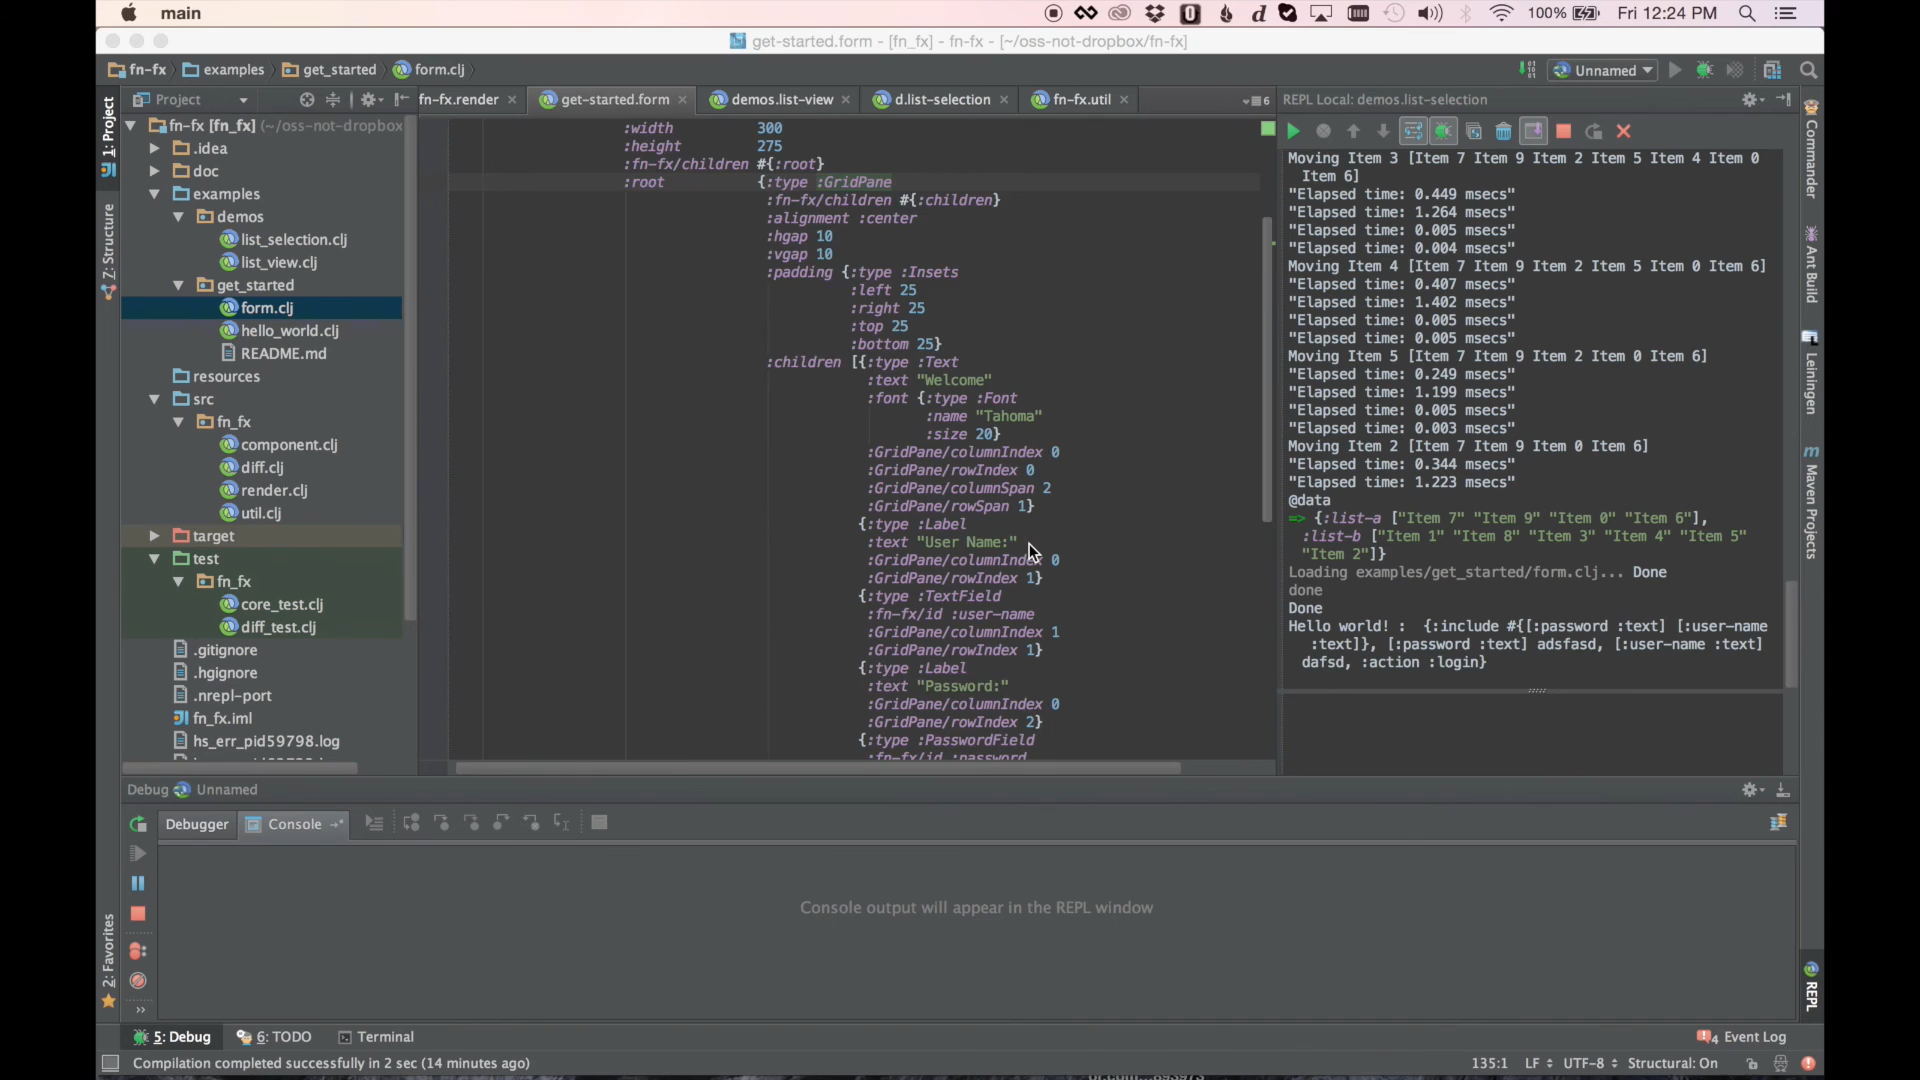 main
100%
Fri 12:24 PM
get-started.form - [fn_fx] - fn-fx - [~/oss-not-dropbox/fn-fx]
fn-fx
examples
get_started
form.clj
Unnamed
1: Project
Z: Structure
2: Favorites
Project
fn-fx [fn_fx] (~/oss-not-dropbox
.idea
doc
examples
demos
list_selection.clj
list_view.clj
get_started
form.clj
hello_world.clj
README.md
resources
src
fn_fx
component.clj
diff.clj
render.clj
util.clj
target
test
fn_fx
core_test.clj
diff_test.clj
.gitignore
.hgignore
.nrepl-port
fn_fx.iml
hs_err_pid59798.log
fn-fx.render
get-started.form
demos.list-view
d.list-selection
fn-fx.util
6
:width 300
:height 275
:fn-fx/children #{:root}
:root {:type :GridPane
:fn-fx/children #{:children}
:alignment :center
:hgap 10
:vgap 10
:padding {:type :Insets
:left 25
:right 25
:top 25
:bottom 25}
:children [{:type :Text
:text "Welcome"
:font {:type :Font
:name "Tahoma"
:size 20}
:GridPane/columnIndex 0
:GridPane/rowIndex 0
:GridPane/columnSpan 2
:GridPane/rowSpan 1}
{:type :Label
:text "User Name:"
:GridPane/columnIndex 0
:GridPane/rowIndex 1}
{:type :TextField
:fn-fx/id :user-name
:GridPane/columnIndex 1
:GridPane/rowIndex 1}
{:type :Label
:text "Password:"
:GridPane/columnIndex 0
:GridPane/rowIndex 2}
{:type :PasswordField
:fn-fx/id :password
REPL Local: demos.list-selection
Moving Item 3 [Item 7 Item 9 Item 2 Item 5 Item 4 Item 0
Item 6]
"Elapsed time: 0.449 msecs"
"Elapsed time: 1.264 msecs"
"Elapsed time: 0.005 msecs"
"Elapsed time: 0.004 msecs"
Moving Item 4 [Item 7 Item 9 Item 2 Item 5 Item 0 Item 6]
"Elapsed time: 0.407 msecs"
"Elapsed time: 1.402 msecs"
"Elapsed time: 0.005 msecs"
"Elapsed time: 0.005 msecs"
Moving Item 5 [Item 7 Item 9 Item 2 Item 0 Item 6]
"Elapsed time: 0.249 msecs"
"Elapsed time: 1.199 msecs"
"Elapsed time: 0.005 msecs"
"Elapsed time: 0.003 msecs"
Moving Item 2 [Item 7 Item 9 Item 0 Item 6]
"Elapsed time: 0.344 msecs"
"Elapsed time: 1.223 msecs"
@data
=> {:list-a ["Item 7" "Item 9" "Item 0" "Item 6"],
:list-b ["Item 1" "Item 8" "Item 3" "Item 4" "Item 5"
"Item 2"]}
Loading examples/get_started/form.clj... Done
done
Done
Hello world! :  {:include #{[:password :text] [:user-name
:text]}, [:password :text] adsfasd, [:user-name :text]
dafsd, :action :login}
Commander
Ant Build
Leiningen
Maven Projects
REPL
Debug
Unnamed
Debugger
Console
Console output will appear in the REPL window
5: Debug
6: TODO
Terminal
4 Event Log
Compilation completed successfully in 2 sec (14 minutes ago)
135:1
LF
UTF-8
Structural: On